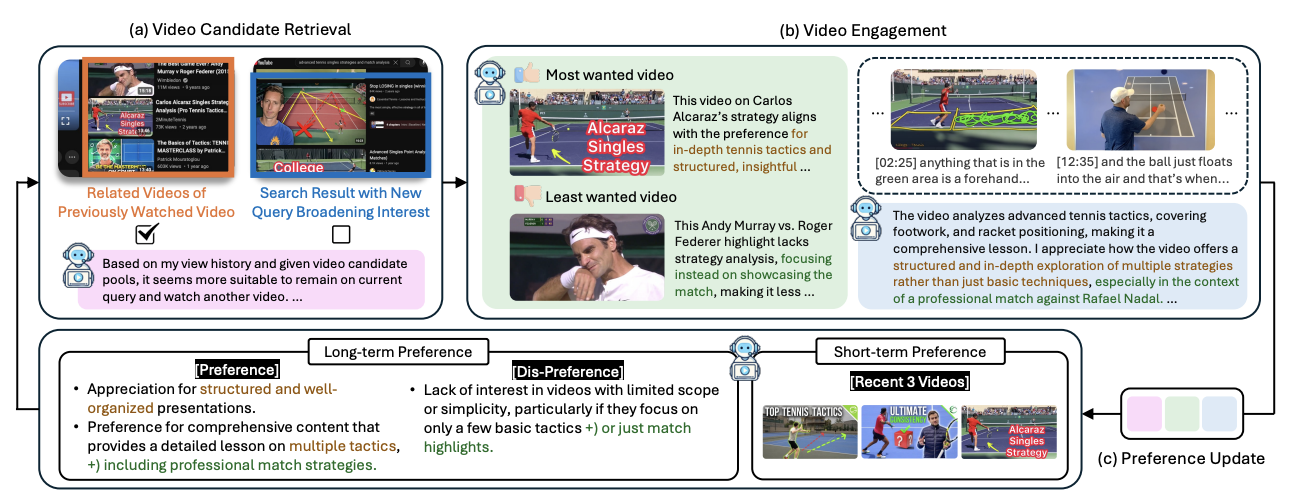 (a) Video Candidate Retrieval
(b) Video Engagement
YouTube
advanced tennis singles strategies and match analysis
The Best Game Ever? Andy
Murray v Roger Federer (201
Wimbledon
11M views • 9 years ago
Carlos Alcaraz Singles Strateg
Analysis (Pro Tennis Tactics...
2MinuteTennis
73K views • 2 years ago
Alcaraz
Singles
The Basics of Tactics: TENNI
MASTERCLASS by Patrick...
Patrick Mouratoglou
Stop LOSING in singles
College
Related Videos of
Previously Watched Video
Search Result with New
Query Broadening Interest
Based on my view history and given video candidate
pools, it seems more suitable to remain on current
query and watch another video. ...
Most wanted video
Alcaraz
Singles
Strategy
This video on Carlos
Alcaraz's strategy aligns
with the preference for
in-depth tennis tactics and
structured, insightful ...
Least wanted video
This Andy Murray vs. Roger
Federer highlight lacks
strategy analysis, focusing
instead on showcasing the
match, making it less ...
...
...
...
[02:25] anything that is in the
green area is a forehand...
[12:35] and the ball just floats
into the air and that's when...
The video analyzes advanced tennis tactics, covering
footwork, and racket positioning, making it a
comprehensive lesson. I appreciate how the video offers a
structured and in-depth exploration of multiple strategies
rather than just basic techniques, especially in the context
of a professional match against Rafael Nadal. ...
Long-term Preference
[Preference]
• Appreciation for structured and well-
organized presentations.
• Preference for comprehensive content that
provides a detailed lesson on multiple tactics,
+) including professional match strategies.
[Dis-Preference]
• Lack of interest in videos with limited scope
or simplicity, particularly if they focus on
only a few basic tactics +) or just match
highlights.
Short-term Preference
[Recent 3 Videos]
TOP TENNIS TACTICS
ULTIMATE
CONSISTENCY
Alcaraz
Singles
Strategy
(c) Preference Update